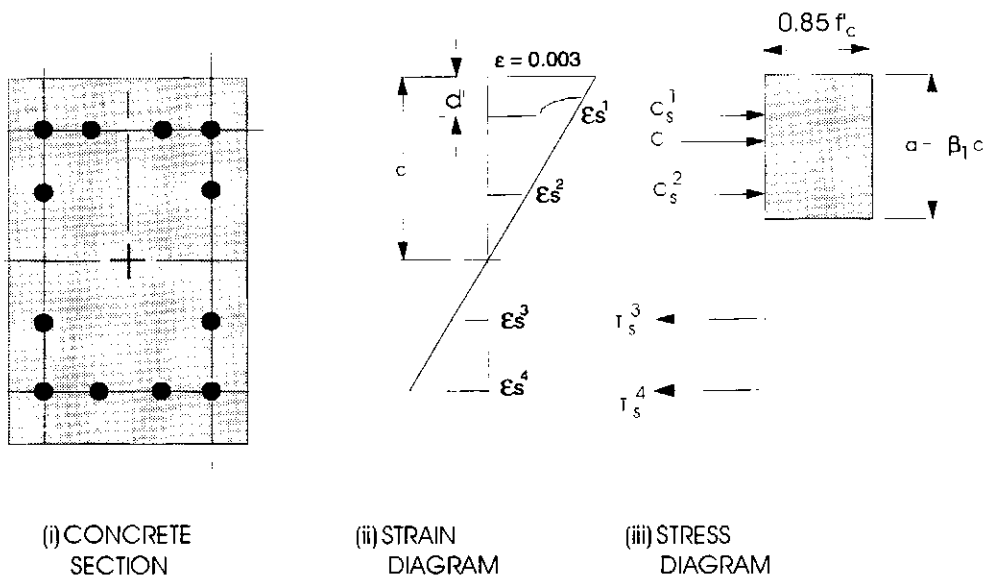 0.85 f'c
ε = 0.003
d'
εs¹
Cs¹
C
c
a- β₁ c
εs²
Cs²
εs³
Ts³
εs⁴
Ts⁴
(i) CONCRETE
SECTION
(ii) STRAIN
DIAGRAM
(iii) STRESS
DIAGRAM